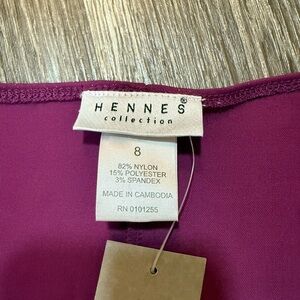 HENNES®
collection
8
82% NYLON
15% POLYESTER
3% SPANDEX
MADE IN CAMBODIA
RN 0101255